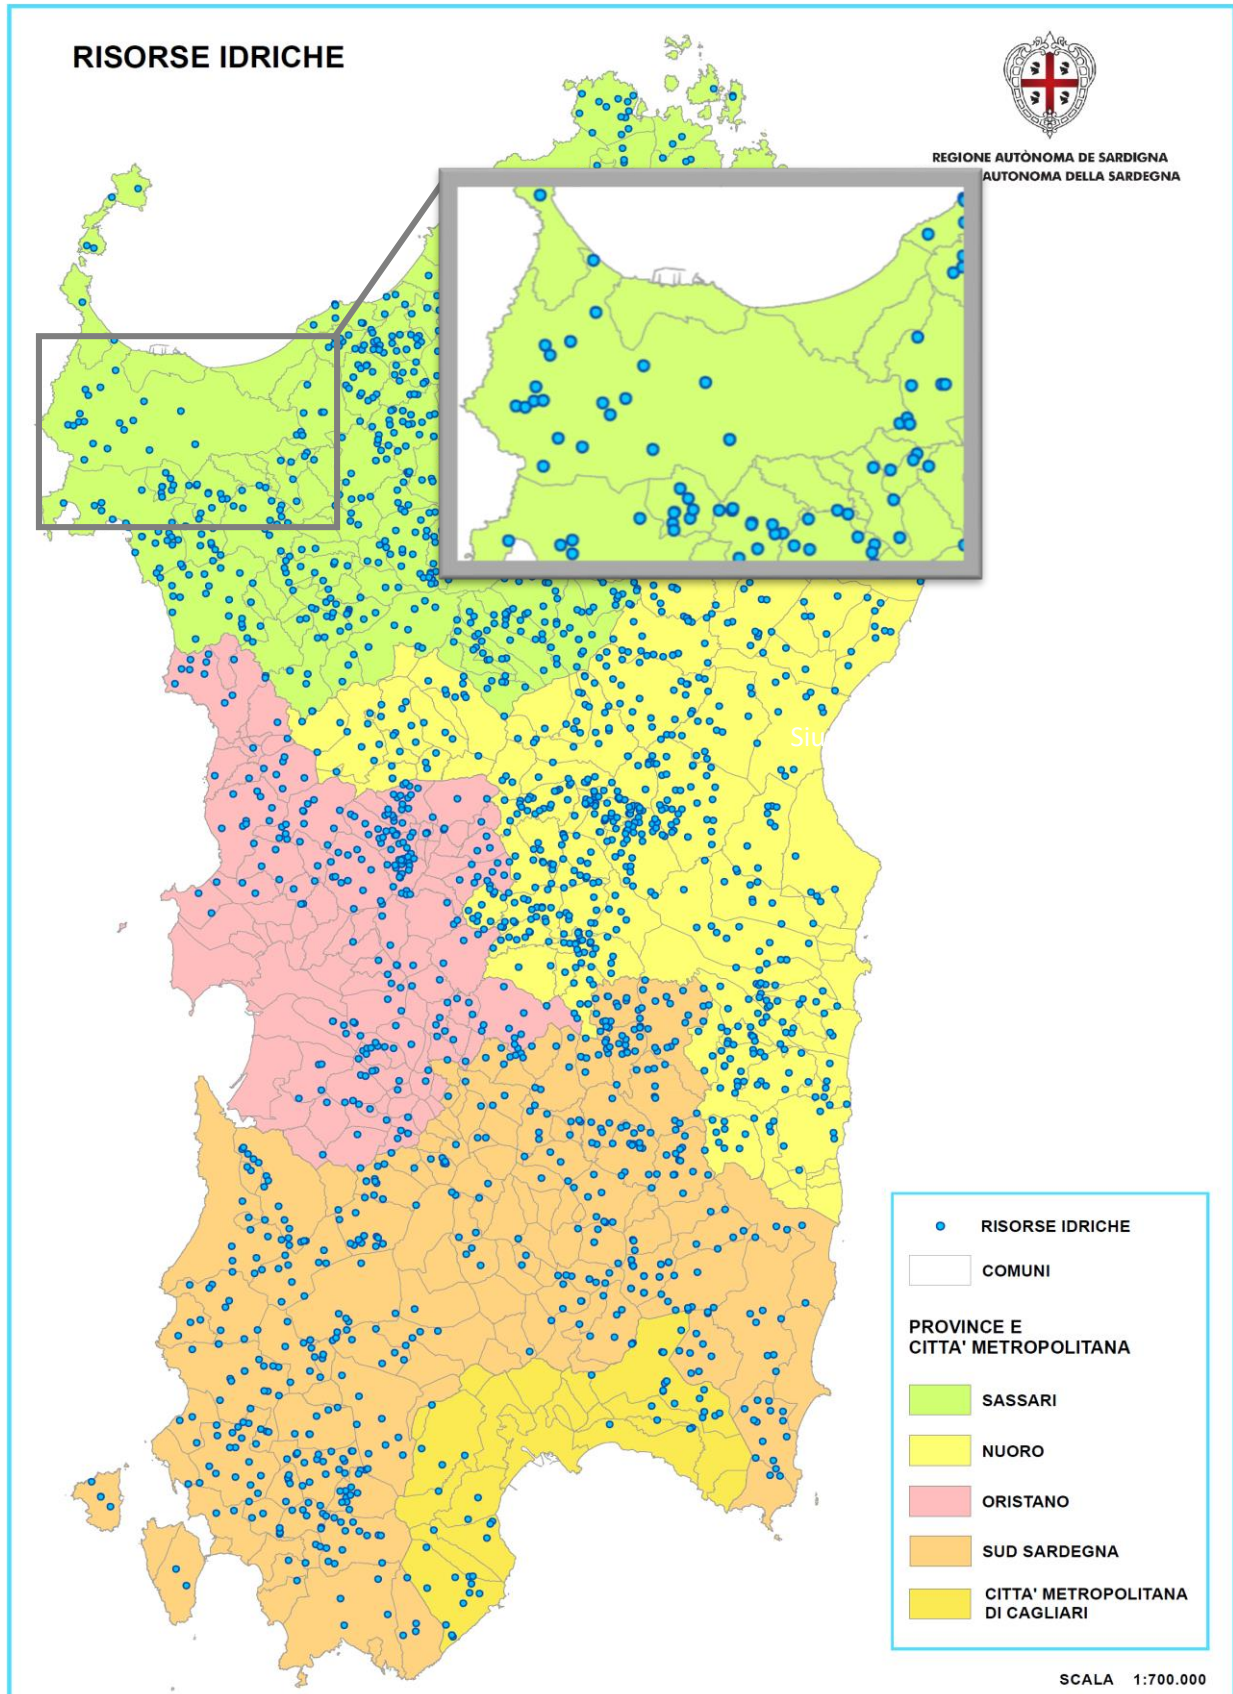 RISORSE IDRICHE
REGIONE AUTÒNOMA DE SARDIGNA
AUTONOMA DELLA SARDEGNA
Siu
RISORSE IDRICHE
COMUNI
PROVINCE E
CITTA' METROPOLITANA
SASSARI
NUORO
ORISTANO
SUD SARDEGNA
CITTA' METROPOLITANA
DI CAGLIARI
SCALA 1:700.000